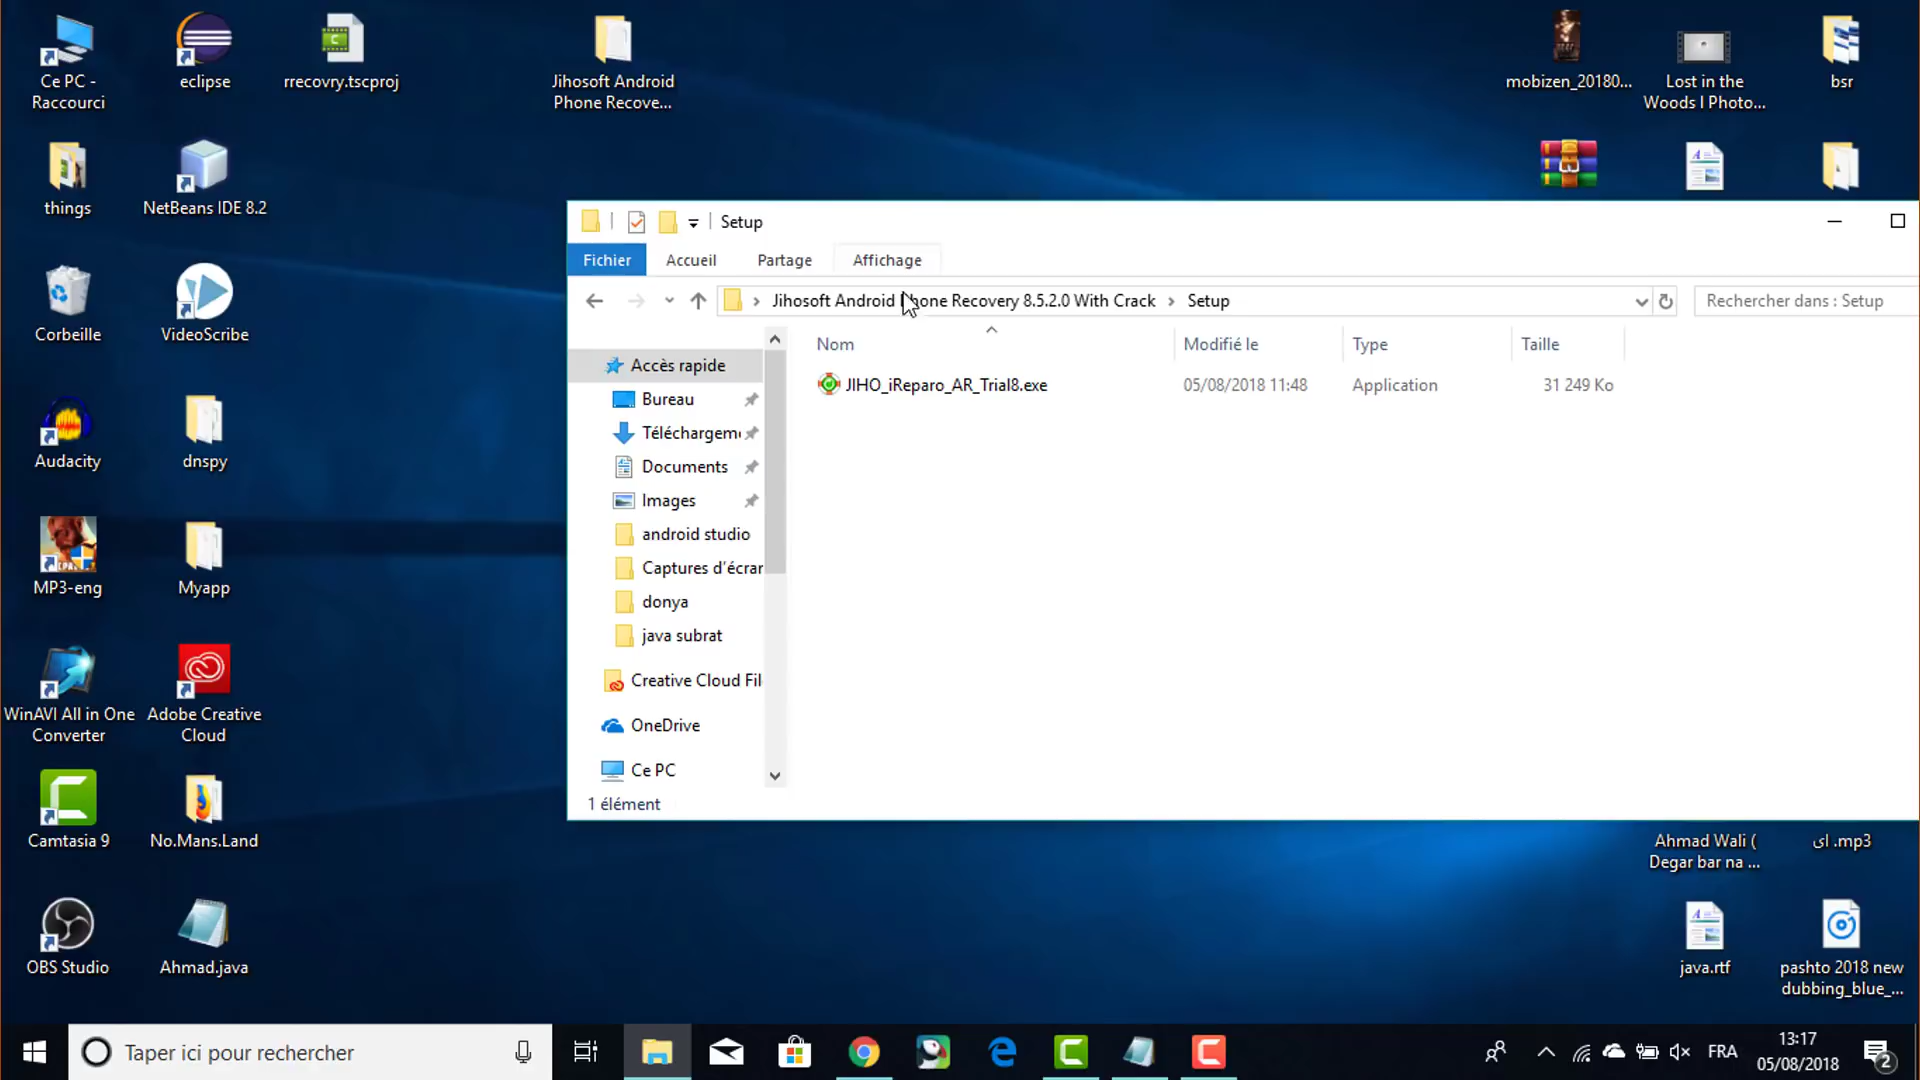 Ce PC -
Raccourci
eclipse
rrecovry.tscproj
Jihosoft Android
Phone Recove...
mobizen_20180...
Lost in the
Woods l Photo...
bsr
things
NetBeans IDE 8.2
Corbeille
VideoScribe
Audacity
dnspy
MP3-eng
Myapp
WinAVI All in One
Converter
Adobe Creative
Cloud
Camtasia 9
No.Mans.Land
OBS Studio
Ahmad.java
Setup
Fichier
Accueil
Partage
Affichage
Jihosoft Android Phone Recovery 8.5.2.0 With Crack
Setup
Rechercher dans : Setup
Nom
Modifié le
Type
Taille
JIHO_iReparo_AR_Trial8.exe
05/08/2018 11:48
Application
31 249 Ko
Accès rapide
Bureau
Téléchargem
Documents
Images
android studio
Captures d'écran
donya
java subrat
Creative Cloud Fil
OneDrive
Ce PC
1 élément
Ahmad Wali (
Degar bar na ...
ای .mp3
java.rtf
pashto 2018 new
dubbing_blue_...
Taper ici pour rechercher
FRA
13:17
05/08/2018
2